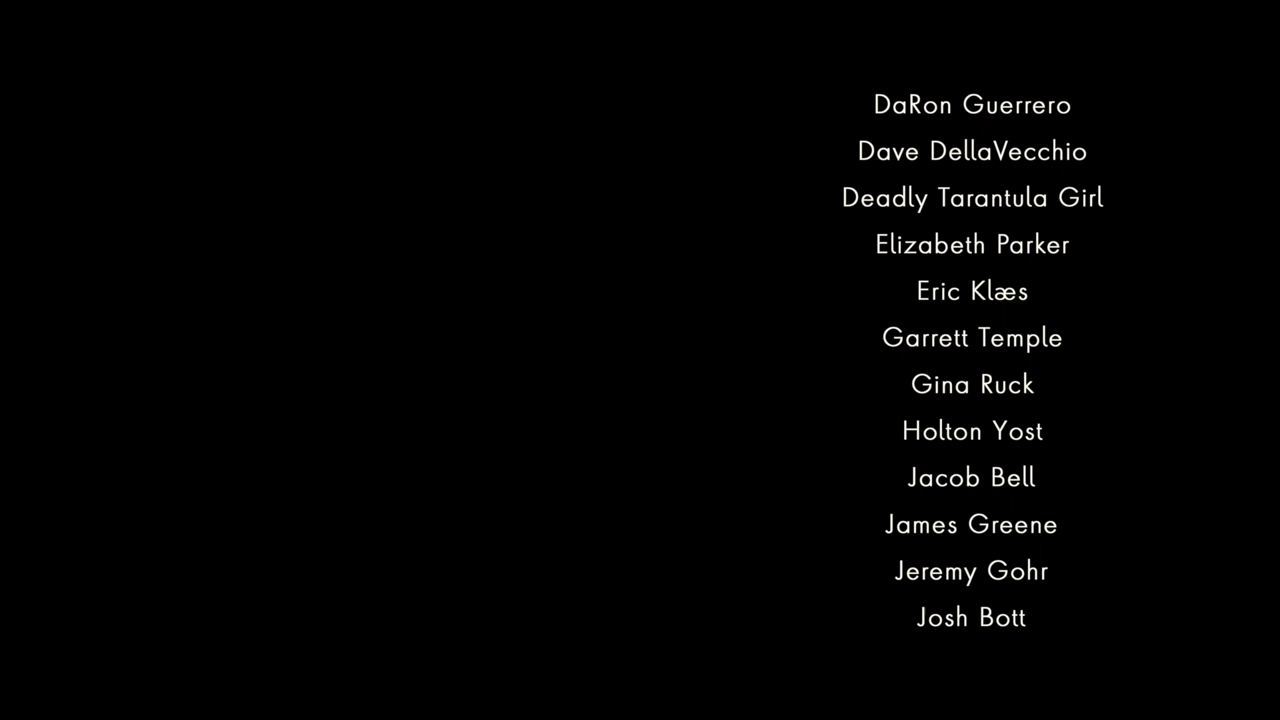 DaRon Guerrero
Dave DellaVecchio
Deadly Tarantula Girl
Elizabeth Parker
Eric Klæs
Garrett Temple
Gina Ruck
Holton Yost
Jacob Bell
James Greene
Jeremy Gohr
Josh Bott